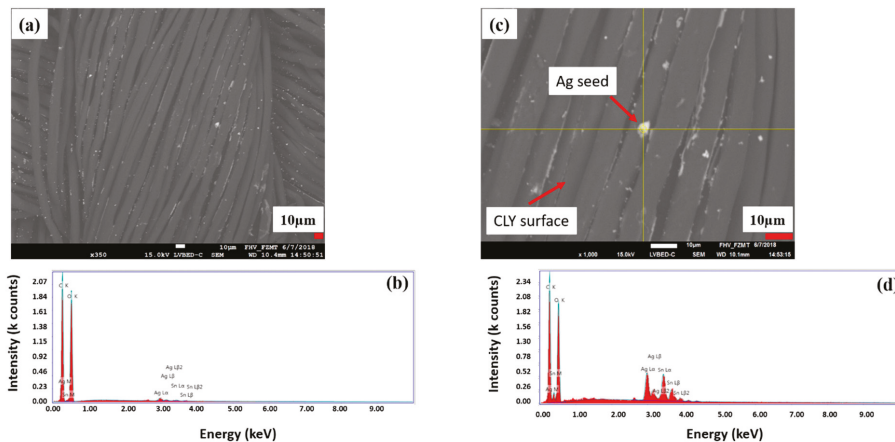 (a)
10µm
10µm FHV_FZMT 6/7/2018
x350 15.0kV LVBED-C SEM WD 10.4mm 14:50:51
(c)
Ag seed
CLY surface
10µm
10µm FHV_FZMT 6/7/2018
x 1,000 15.0kV LVBED-C SEM WD 10.1mm 14:53:15
(b)
Intensity (k counts)
2.07
1.84
1.61
1.38
1.15
0.92
0.69
0.46
0.23
0.00
C K
O K
Ag M
Sn M
Ag Lβ2
Ag Lβ
Sn Lα
Sn Lβ2
Ag Lα
Sn Lβ
0.00 1.00 2.00 3.00 4.00 5.00 6.00 7.00 8.00 9.00
Energy (keV)
(d)
Intensity (k counts)
2.34
2.08
1.82
1.56
1.30
1.04
0.78
0.52
0.26
0.00
C K
O K
Sn M
Ag M
Ag Lβ
Ag Lα
Sn Lα
Sn Lβ
Ag Lβ2
Sn Lβ2
0.00 1.00 2.00 3.00 4.00 5.00 6.00 7.00 8.00 9.00
Energy (keV)